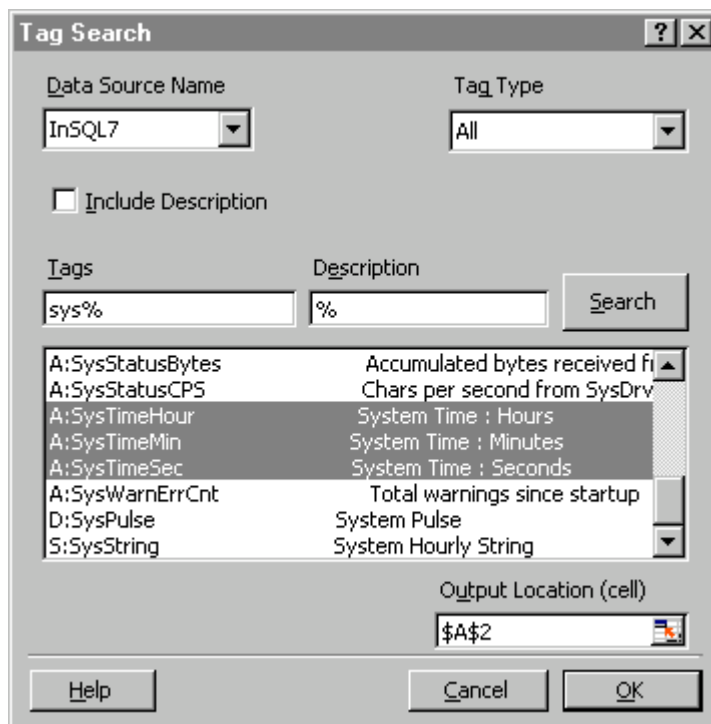 Tag Search
Data Source Name
Tag Type
InSQL7
All
Include Description
Tags
Description
sys%
%
Search
A:SysStatusBytes Accumulated bytes received fr
A:SysStatusCPS Chars per second from SysDrv
A:SysTimeHour System Time : Hours
A:SysTimeMin System Time : Minutes
A:SysTimeSec System Time : Seconds
A:SysWarnErrCnt Total warnings since startup
D:SysPulse System Pulse
S:SysString System Hourly String
Output Location (cell)
$A$2
Help
Cancel
OK